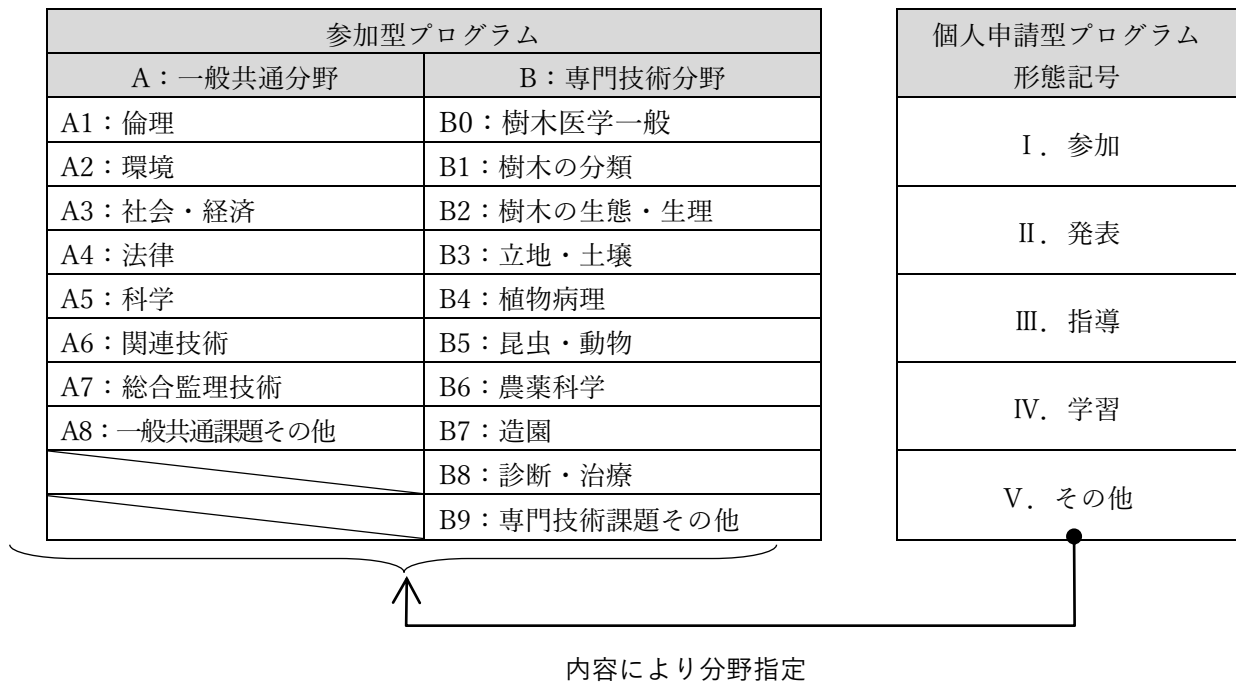 参加型プログラム
A：一般共通分野
B：専門技術分野
A1：倫理
B0：樹木医学一般
A2：環境
B1：樹木の分類
A3：社会・経済
B2：樹木の生態・生理
A4：法律
B3：立地・土壌
A5：科学
B4：植物病理
A6：関連技術
B5：昆虫・動物
A7：総合監理技術
B6：農薬科学
A8：一般共通課題その他
B7：造園
B8：診断・治療
B9：専門技術課題その他
個人申請型プログラム
形態記号
Ⅰ．参加
Ⅱ．発表
Ⅲ．指導
Ⅳ．学習
Ⅴ．その他
内容により分野指定